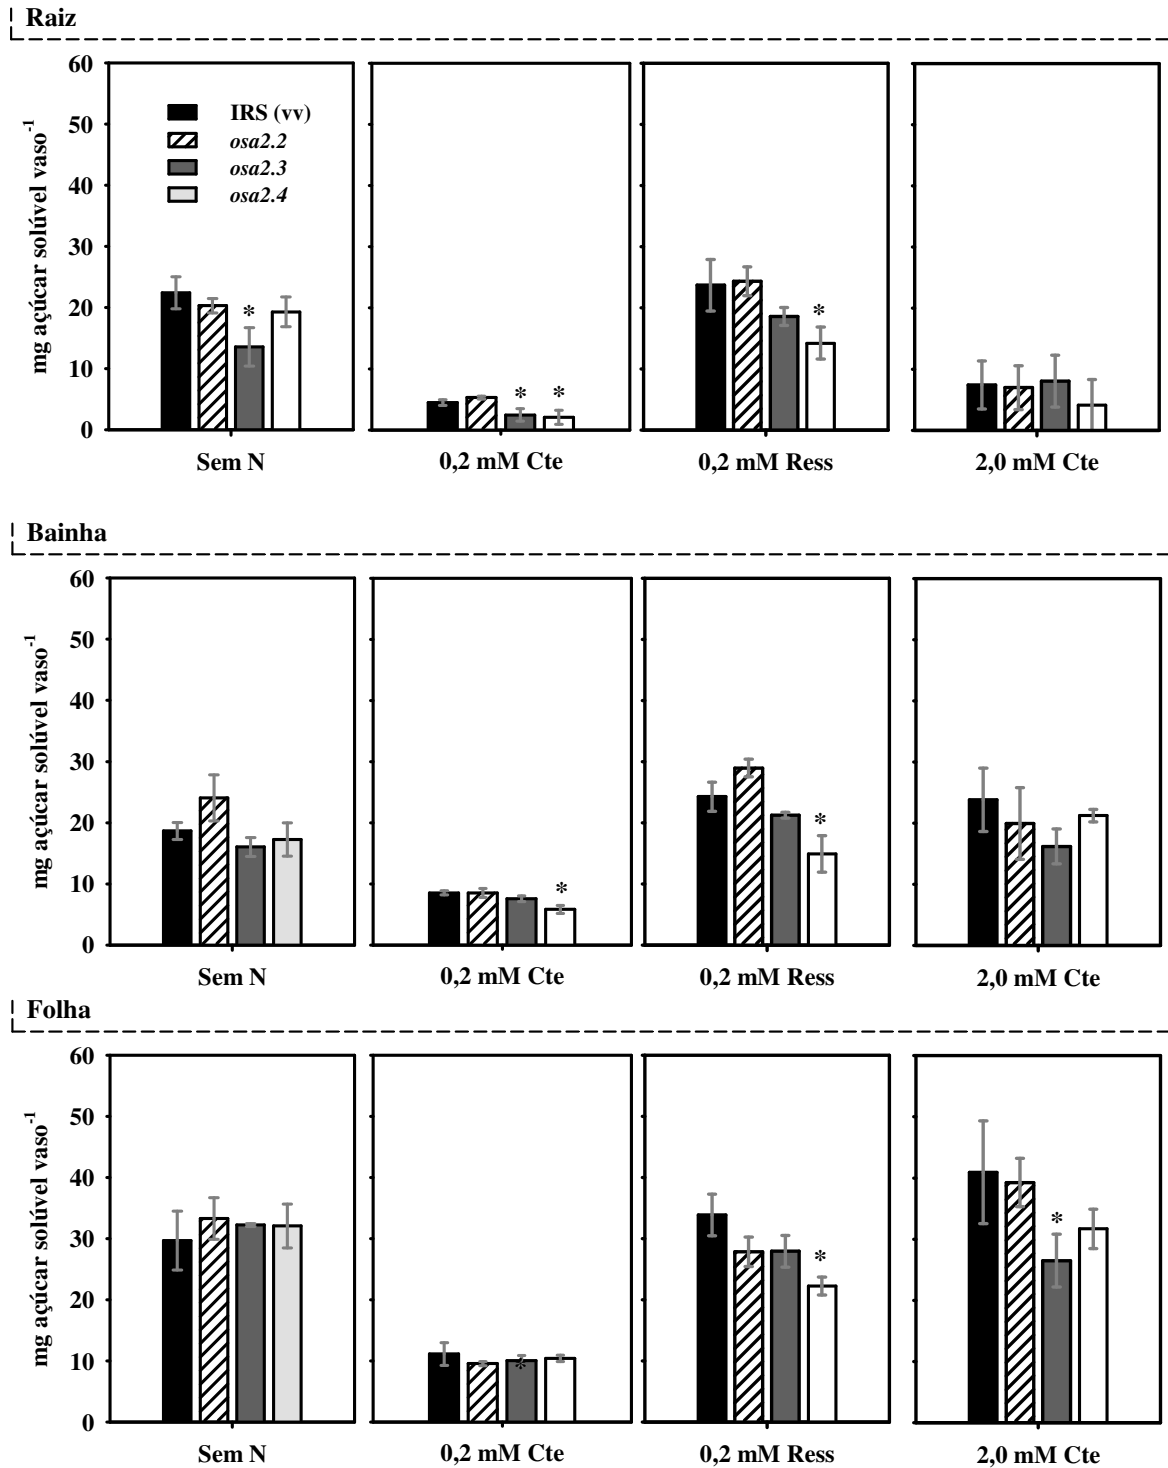 Raiz
mg açúcar solúvel vaso-1
60
50
40
30
20
10
0
IRS (vv)
osa2.2
osa2.3
osa2.4
*
* *
*
Sem N 0,2 mM Cte 0,2 mM Ress 2,0 mM Cte
Bainha
mg açúcar solúvel vaso-1
60
50
40
30
20
10
0
*
*
Sem N 0,2 mM Cte 0,2 mM Ress 2,0 mM Cte
Folha
mg açúcar solúvel vaso-1
60
50
40
30
20
10
0
*
*
*
Sem N 0,2 mM Cte 0,2 mM Ress 2,0 mM Cte